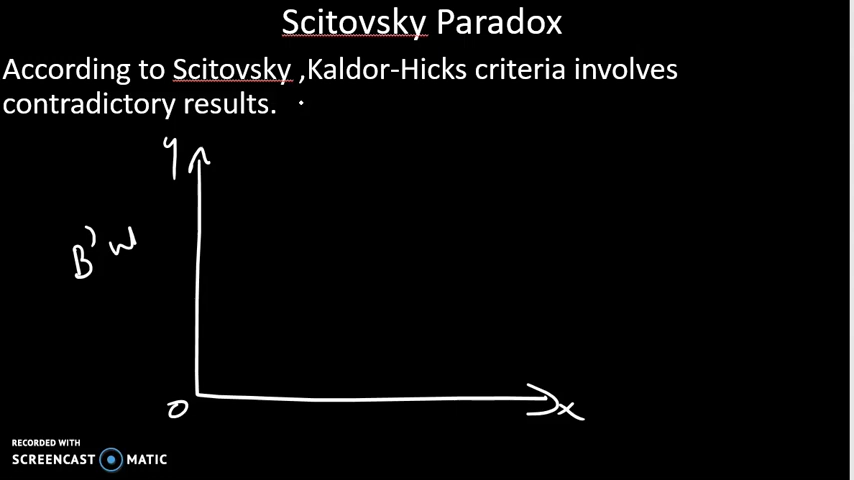 Scitovsky Paradox
According to Scitovsky ,Kaldor-Hicks criteria involves
contradictory results.
y
B' w
0
x
RECORDED WITH
SCREENCAST MATIC